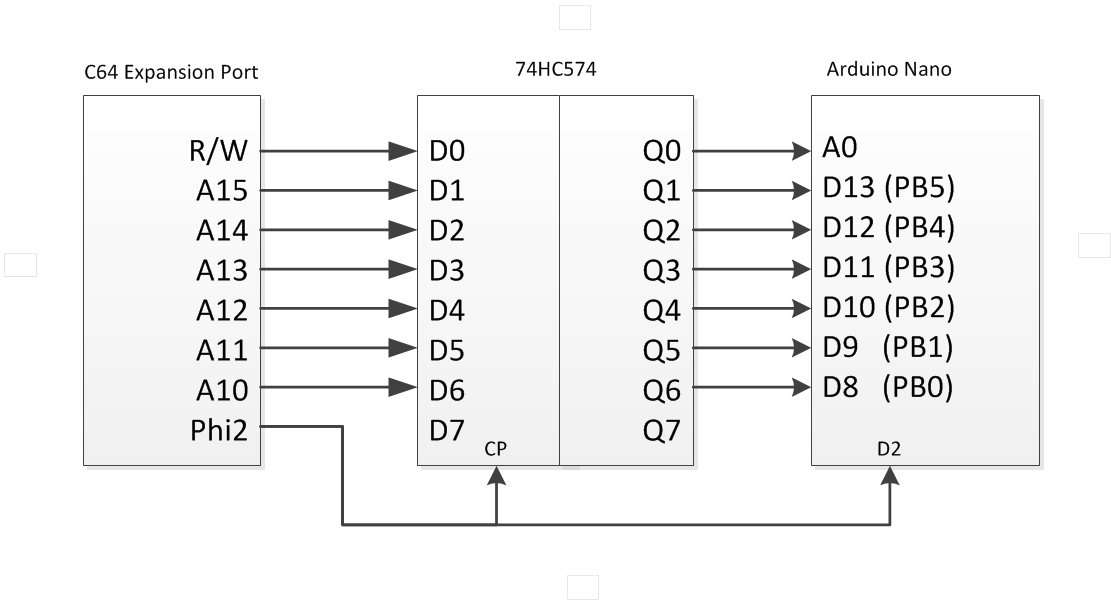 C64 Expansion Port
R/W
A15
A14
A13
A12
A11
A10
Phi2
74HC574
D0
D1
D2
D3
D4
D5
D6
D7
CP
Q0
Q1
Q2
Q3
Q4
Q5
Q6
Q7
Arduino Nano
A0
D13 (PB5)
D12 (PB4)
D11 (PB3)
D10 (PB2)
D9 (PB1)
D8 (PB0)
D2